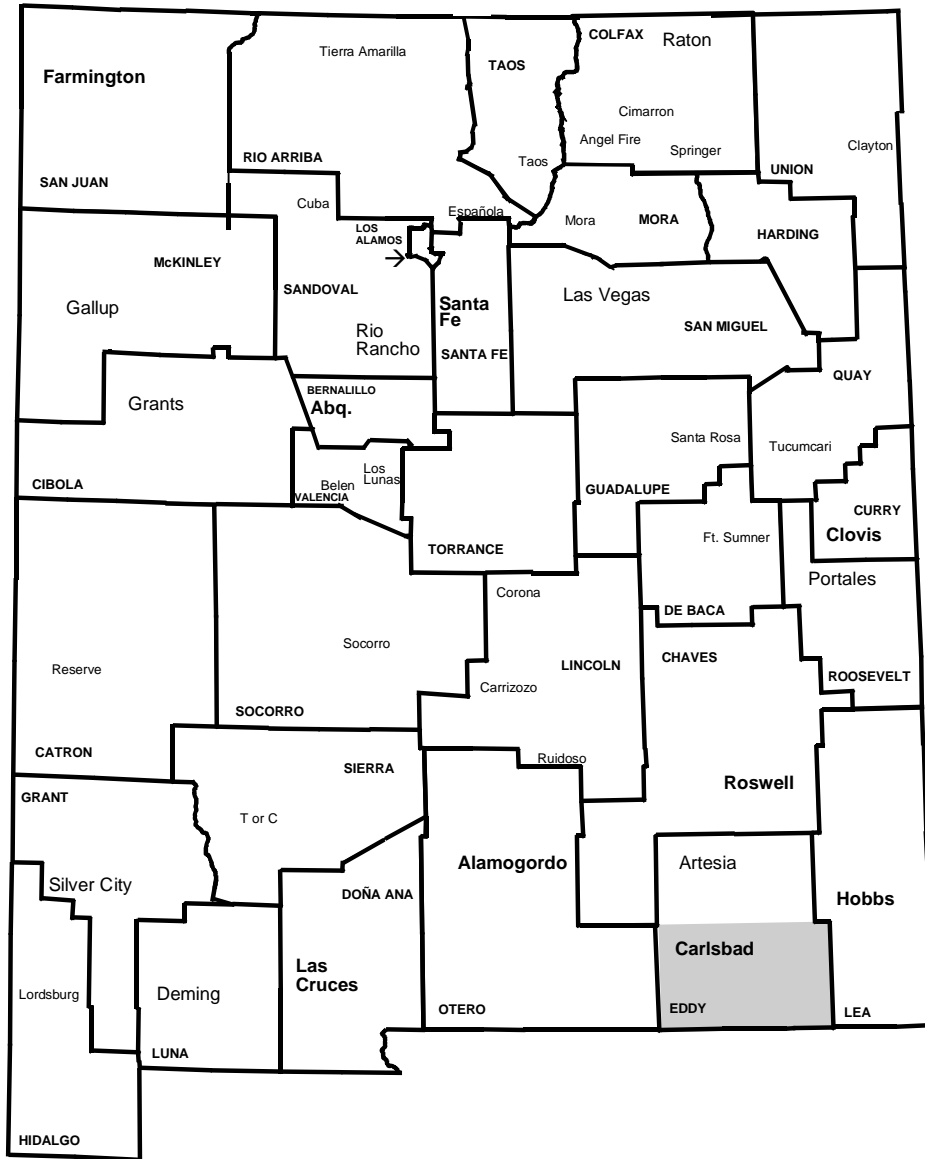 COLFAX
Raton
Tierra Amarilla
TAOS
Farmington
Cimarron
Angel Fire
Springer
Clayton
RIO ARRIBA
Taos
UNION
SAN JUAN
Cuba
Española
Mora
MORA
HARDING
LOS
ALAMOS
McKINLEY
SANDOVAL
Santa
Fe
Las Vegas
Gallup
Rio
Rancho
SANTA FE
SAN MIGUEL
QUAY
BERNALILLO
Abq.
Grants
Santa Rosa
Tucumcari
CIBOLA
Los
Lunas
Belen
VALENCIA
GUADALUPE
CURRY
Clovis
TORRANCE
Ft. Sumner
Portales
Corona
DE BACA
Socorro
LINCOLN
CHAVES
Reserve
Carrizozo
ROOSEVELT
SOCORRO
CATRON
SIERRA
Ruidoso
GRANT
T or C
Roswell
Alamogordo
Artesia
Silver City
DOÑA ANA
Hobbs
Las
Cruces
Carlsbad
Lordsburg
Deming
OTERO
EDDY
LEA
LUNA
HIDALGO